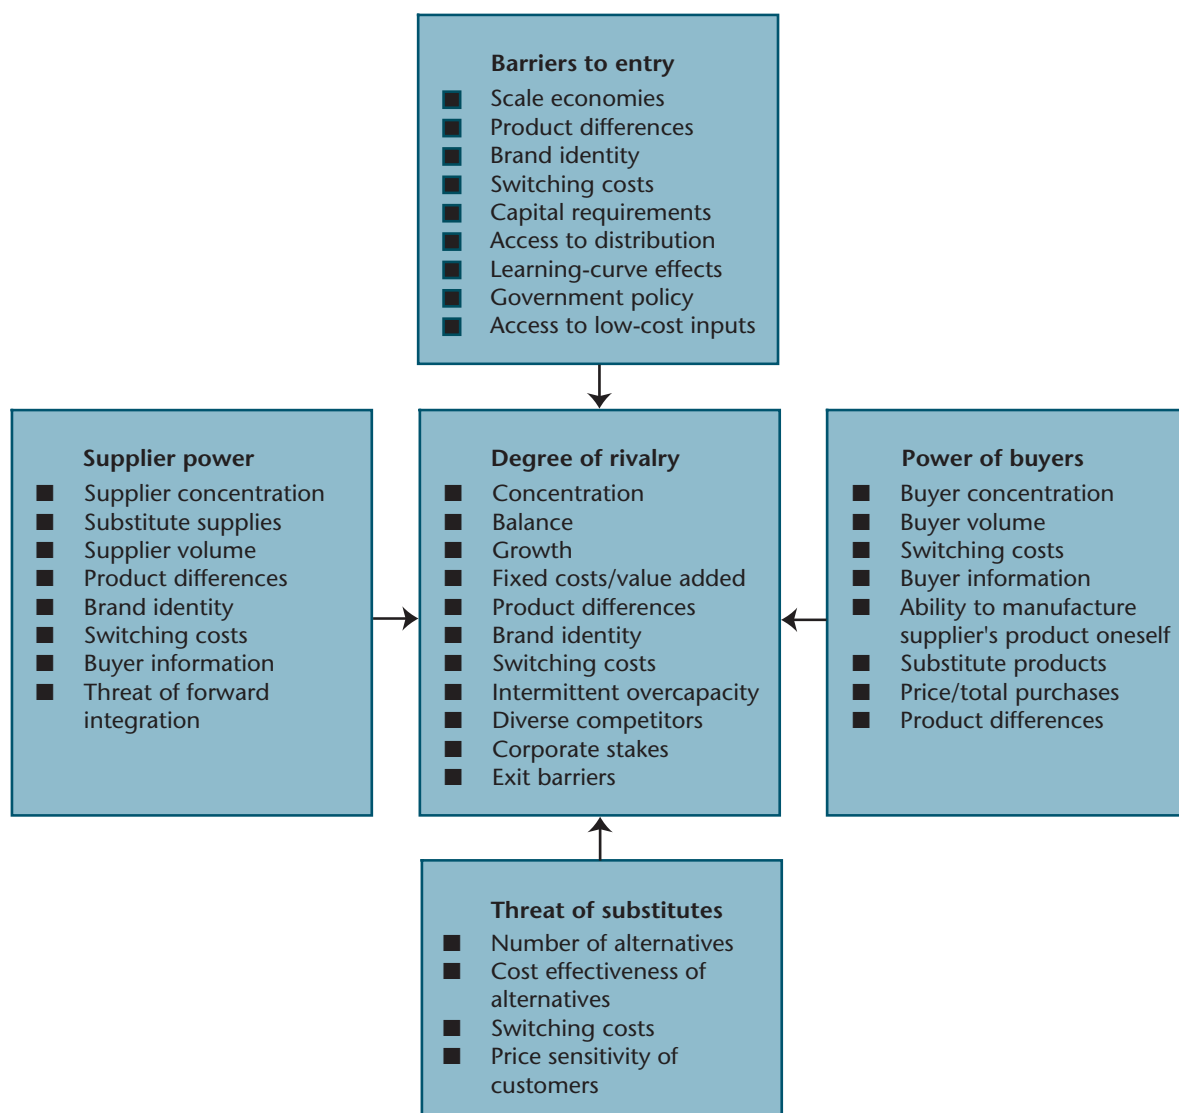 Barriers to entry
Scale economies
Product differences
Brand identity
Switching costs
Capital requirements
Access to distribution
Learning-curve effects
Government policy
Access to low-cost inputs
Supplier power
Supplier concentration
Substitute supplies
Supplier volume
Product differences
Brand identity
Switching costs
Buyer information
Threat of forward
integration
Degree of rivalry
Concentration
Balance
Growth
Fixed costs/value added
Product differences
Brand identity
Switching costs
Intermittent overcapacity
Diverse competitors
Corporate stakes
Exit barriers
Power of buyers
Buyer concentration
Buyer volume
Switching costs
Buyer information
Ability to manufacture
supplier's product oneself
Substitute products
Price/total purchases
Product differences
Threat of substitutes
Number of alternatives
Cost effectiveness of
alternatives
Switching costs
Price sensitivity of
customers